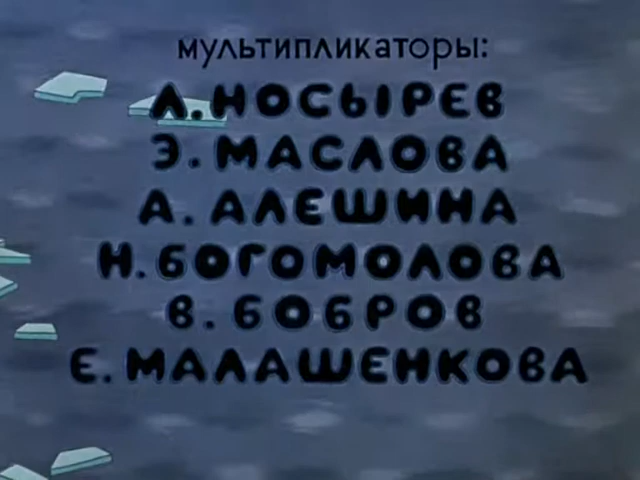 мультипликаторы:
Л. НОСЫРЕВ
Э. МАСЛОВА
А. АЛЕШИНА
Н. БОГОМОЛОВА
В. БОБРОВ
Е. МАЛАШЕНКОВА